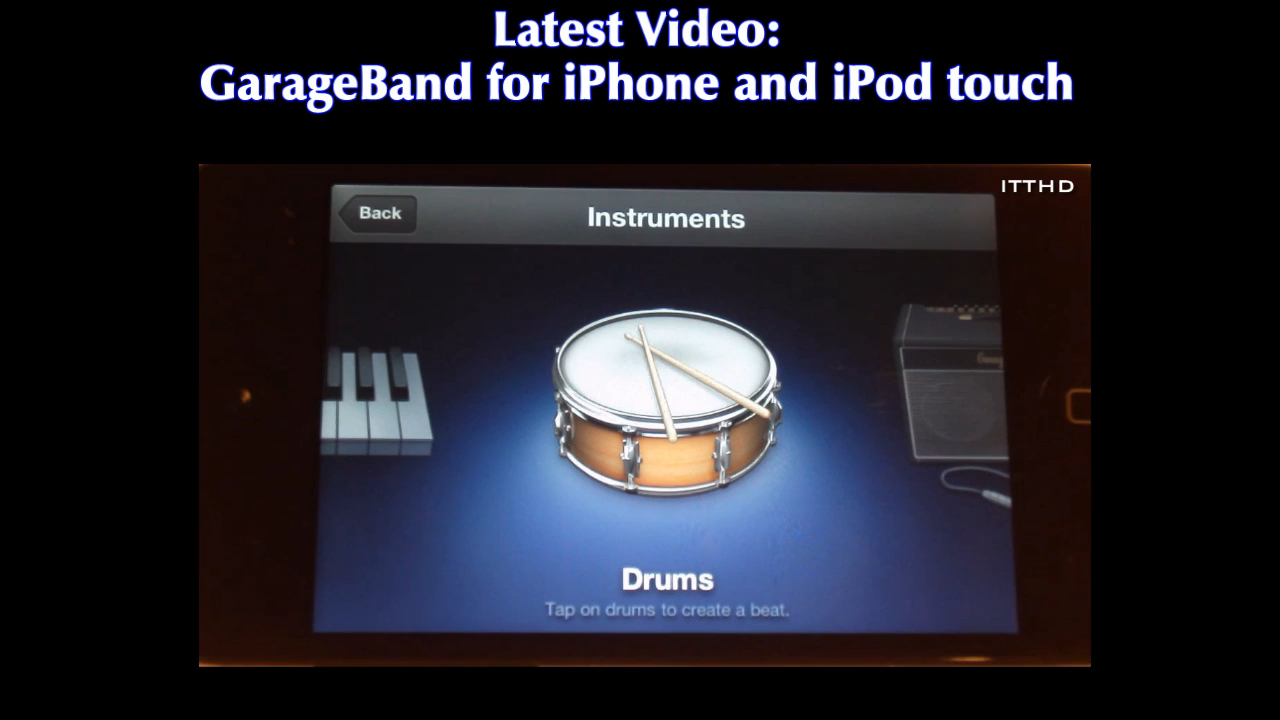 Latest Video:
GarageBand for iPhone and iPod touch
ITTHD
Back
Instruments
Drums
Tap on drums to create a beat.